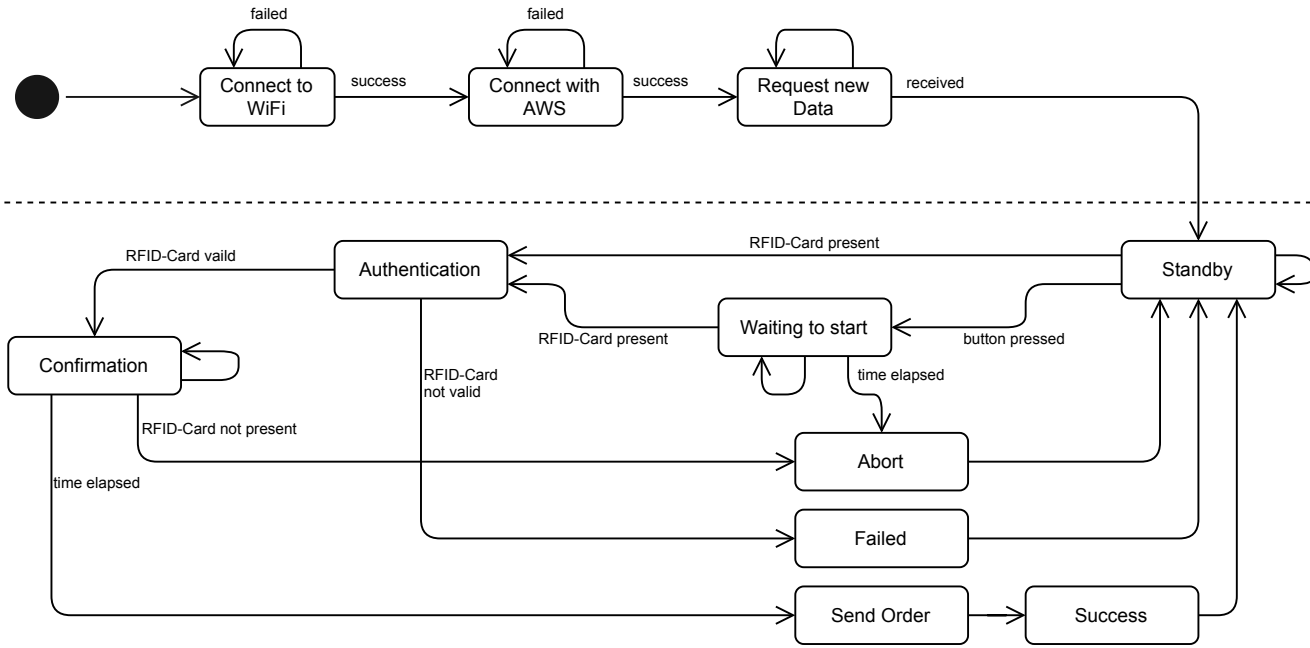 failed
failed
Connect to
WiFi
success
Connect with
AWS
success
Request new
Data
received
RFID-Card vaild
Authentication
RFID-Card present
Standby
Waiting to start
RFID-Card present
button pressed
Confirmation
RFID-Card
not valid
time elapsed
RFID-Card not present
Abort
time elapsed
Failed
Send Order
Success